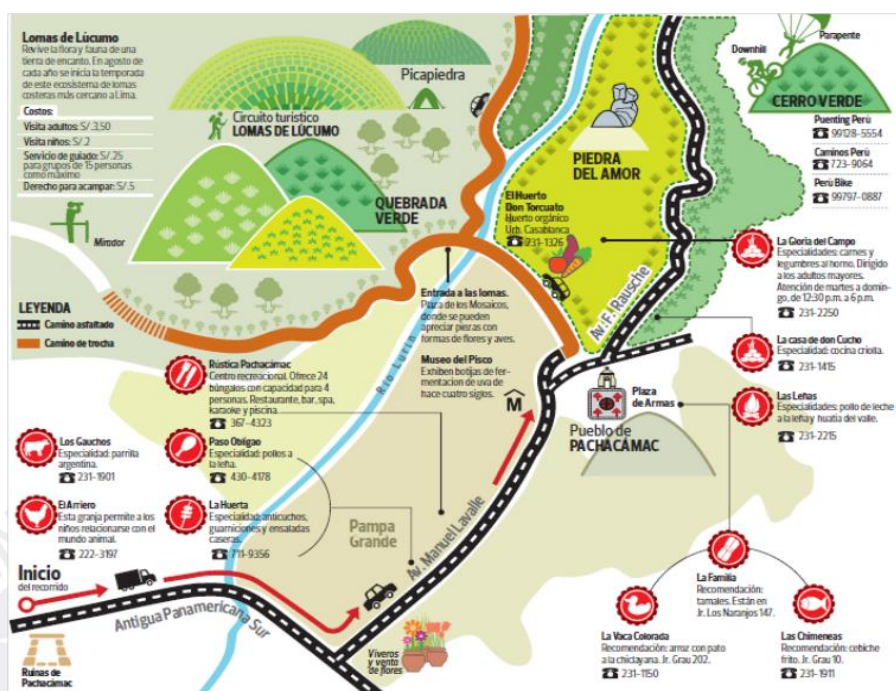 Lomas de Lúcumo
Revive la flora y fauna de una
tierra de encanto. En agosto de
cada año se inicia la temporada
de este ecosistema de lomas
costeras más cercano a Lima.
Costos:
Visita adultos: S/.3.50
Visita niños: S/.2
Servicio de guiado: S/.25
para grupos de 15 personas
como máximo
Derecho para acampar: S/.5
Mirador
Picapiedra
Circuito turístico
LOMAS DE LÚCUMO
QUEBRADA
VERDE
PIEDRA
DEL AMOR
El Huerto
Don Torcuato
Huerto orgánico
Urb. Casablanca
231-1326
Parapente
Downhill
CERRO VERDE
Puenting Perú
99128-5554
Caminos Perú
723-9064
Perú Bike
99797-0887
La Gloria del Campo
Especialidades: carnes y
legumbres al horno. Dirigido
a los adultos mayores.
Atención de martes a domin-
go, de 12:30 p.m. a 6 p.m.
231-2250
La casa de don Cucho
Especialidad: cocina criolla.
231-1415
Las Leñas
Especialidades: pollo de leche
a la leña y huatia del valle.
231-2215
LEYENDA
Camino asfaltado
Camino de trocha
Entrada a las lomas.
Plaza de los Mosaicos,
donde se pueden
apreciar piezas con
formas de flores y aves.
Museo del Pisco
Exhiben botijas de fer-
mentacion de uva de
hace cuatro siglos.
M
Río Lurín
Av. F. Rausche
Plaza
de Armas
Pueblo de
PACHACÁMAC
Rústica Pachacámac
Centro recreacional. Ofrece 24
búngalos con capacidad para 4
personas. Restaurante, bar, spa,
karaoke y piscina.
367-4323
Los Gauchos
Especialidad: parrilla
argentina.
231-1901
Paso Obligao
Especialidad: pollos a
la leña.
430-4178
El Arriero
Esta granja permite a los
niños relacionarse con el
mundo animal.
222-3197
La Huerta
Especialidad: anticuchos,
guarniciones y ensaladas
caseras.
711-9356
Pampa
Grande
Av. Manuel Lavalle
Inicio
del recorrido
Antigua Panamericana Sur
Ruinas de
Pachacámac
Viveros
y venta
de flores
La Familia
Recomendación:
tamales. Están en
Jr. Los Naranjos 147.
La Vaca Colorada
Recomendación: arroz con pato
a la chiclayana. Jr. Grau 202.
231-1150
Las Chimeneas
Recomendación: cebiche
frito. Jr. Grau 10.
231-1911